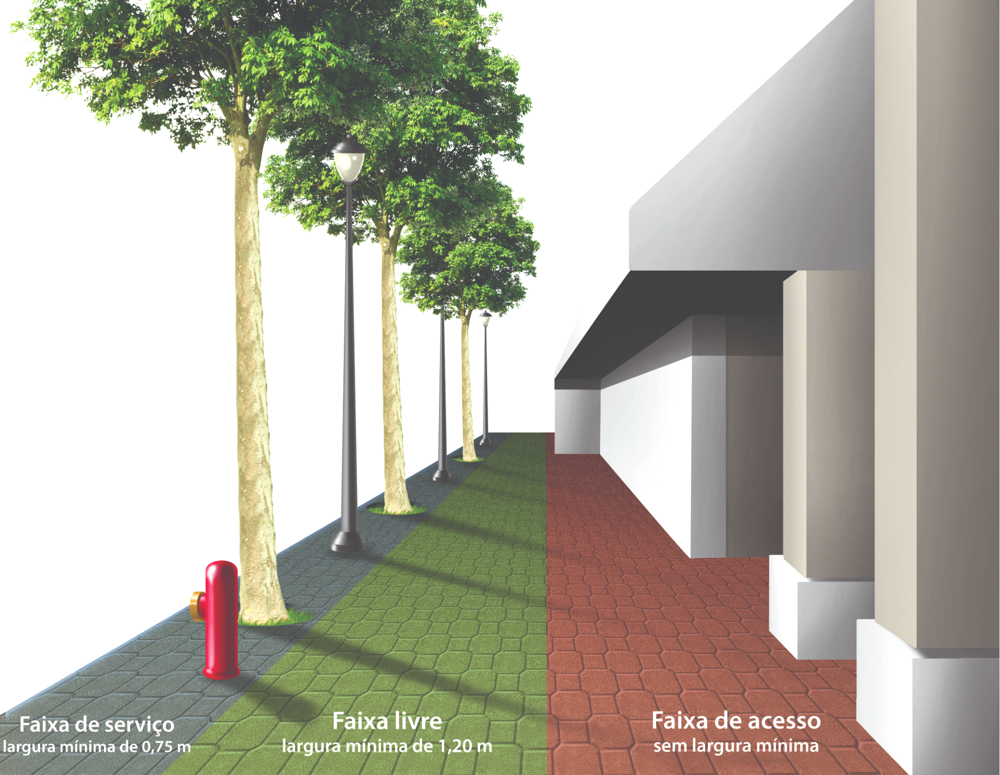 Faixa de serviço
largura mínima de 0,75 m
Faixa livre
largura mínima de 1,20 m
Faixa de acesso
sem largura mínima